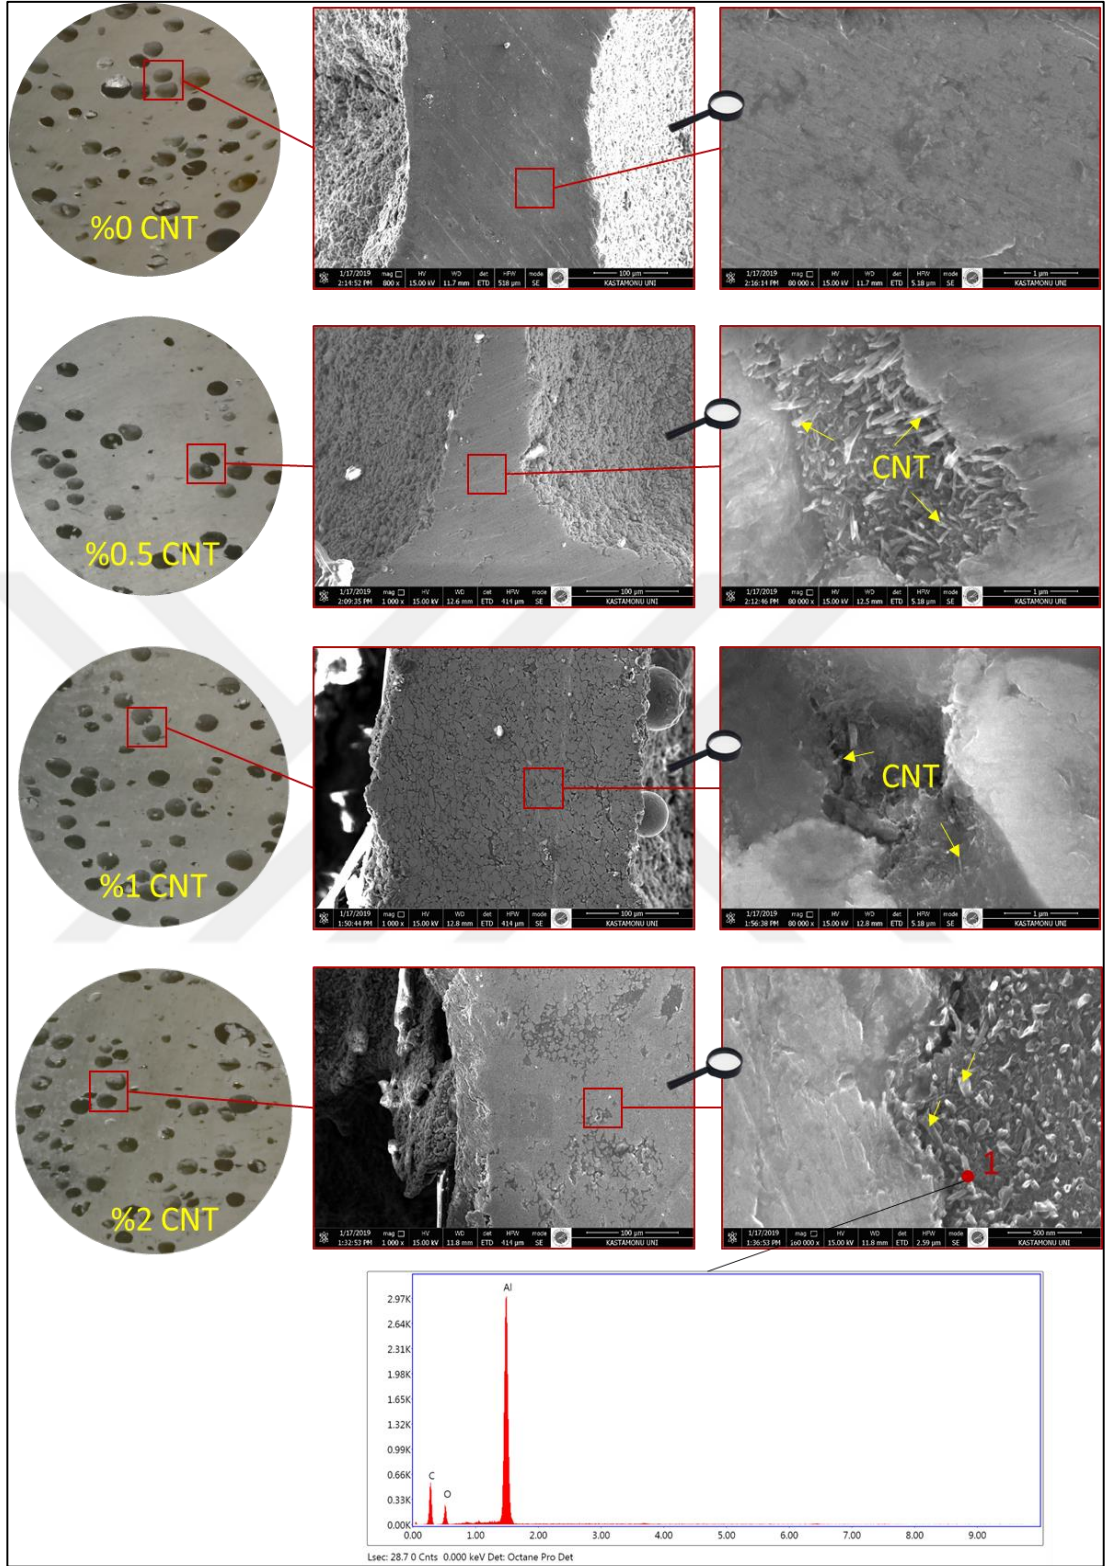 %0 CNT
1/17/2019 mag HV WD det HFW mode 100 µm
2:14:52 PM 800 x 15.00 kV 11.7 mm ETD 518 µm SE KASTAMONU UNI
1/17/2019 mag HV WD det HFW mode 1 µm
2:16:14 PM 80 000 x 15.00 kV 11.7 mm ETD 5.18 µm SE KASTAMONU UNI
%0.5 CNT
1/17/2019 mag HV WD det HFW mode 100 µm
2:09:35 PM 1 000 x 15.00 kV 12.6 mm ETD 414 µm SE KASTAMONU UNI
CNT
1/17/2019 mag HV WD det HFW mode 1 µm
2:12:46 PM 80 000 x 15.00 kV 12.5 mm ETD 5.18 µm SE KASTAMONU UNI
%1 CNT
1/17/2019 mag HV WD det HFW mode 100 µm
1:50:44 PM 1 000 x 15.00 kV 12.8 mm ETD 414 µm SE KASTAMONU UNI
CNT
1/17/2019 mag HV WD det HFW mode 1 µm
1:56:38 PM 80 000 x 15.00 kV 12.8 mm ETD 5.18 µm SE KASTAMONU UNI
%2 CNT
1/17/2019 mag HV WD det HFW mode 100 µm
1:32:53 PM 1 000 x 15.00 kV 11.8 mm ETD 414 µm SE KASTAMONU UNI
1
1/17/2019 mag HV WD det HFW mode 500 nm
1:36:53 PM 160 000 x 15.00 kV 11.8 mm ETD 2.59 µm SE KASTAMONU UNI
Al
2.97K
2.64K
2.31K
1.98K
1.65K
1.32K
0.99K
0.66K
C
O
0.33K
0.00K
0.00 1.00 2.00 3.00 4.00 5.00 6.00 7.00 8.00 9.00
Lsec: 28.7 0 Cnts 0.000 keV Det: Octane Pro Det